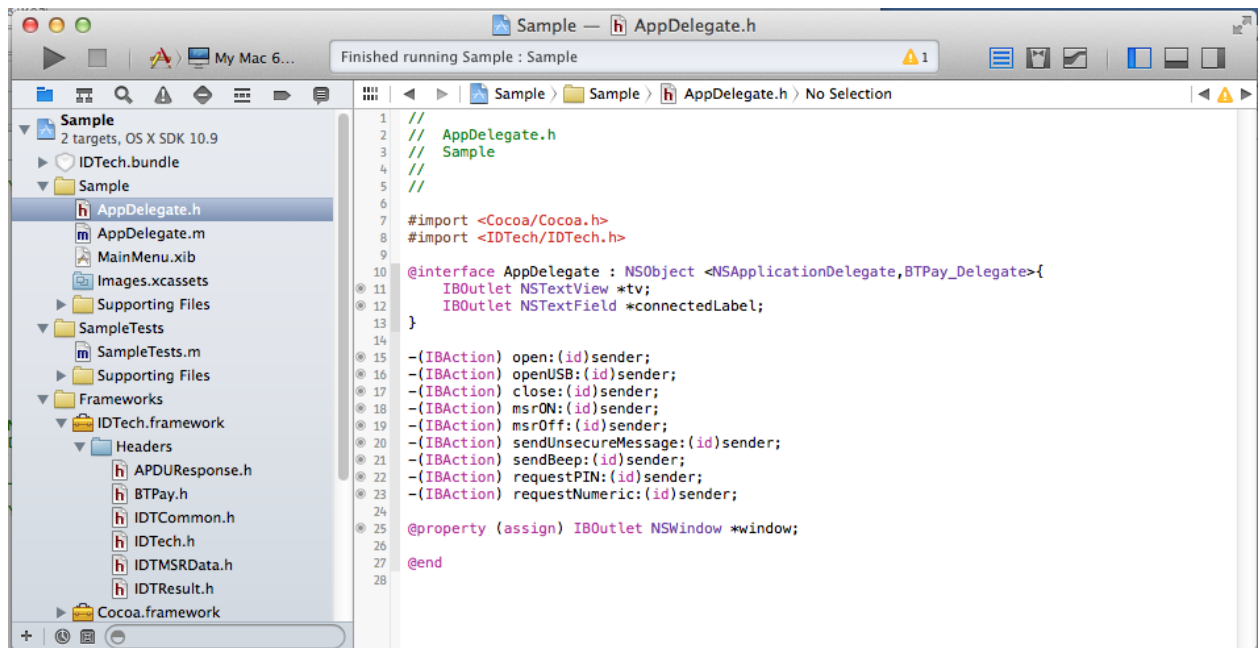 Sample — h AppDelegate.h
My Mac 6...
Finished running Sample : Sample
1
Sample
2 targets, OS X SDK 10.9
IDTech.bundle
Sample
h AppDelegate.h
m AppDelegate.m
MainMenu.xib
Images.xcassets
Supporting Files
SampleTests
m SampleTests.m
Supporting Files
Frameworks
IDTech.framework
Headers
h APDUResponse.h
h BTPay.h
h IDTCommon.h
h IDTech.h
h IDTMSRData.h
h IDTResult.h
Cocoa.framework
Sample 〉 Sample 〉 h AppDelegate.h 〉 No Selection
1 //
2 //  AppDelegate.h
3 //  Sample
4 //
5 //
6
7 #import <Cocoa/Cocoa.h>
8 #import <IDTech/IDTech.h>
9
10 @interface AppDelegate : NSObject <NSApplicationDelegate,BTPay_Delegate>{
11     IBOutlet NSTextView *tv;
12     IBOutlet NSTextField *connectedLabel;
13 }
14
15 -(IBAction) open:(id)sender;
16 -(IBAction) openUSB:(id)sender;
17 -(IBAction) close:(id)sender;
18 -(IBAction) msrON:(id)sender;
19 -(IBAction) msrOff:(id)sender;
20 -(IBAction) sendUnsecureMessage:(id)sender;
21 -(IBAction) sendBeep:(id)sender;
22 -(IBAction) requestPIN:(id)sender;
23 -(IBAction) requestNumeric:(id)sender;
24
25 @property (assign) IBOutlet NSWindow *window;
26
27 @end
28